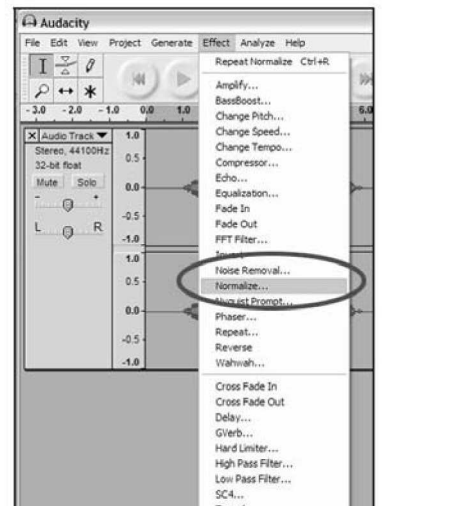 Audacity
File Edit View Project Generate Effect Analyze Help
Repeat Normalize Ctrl+R
-3.0 -2.0 -1.0 0.0 1.0 6.0
Amplify...
BassBoost...
Change Pitch...
Change Speed...
Change Tempo...
Compressor...
Echo...
Equalization...
Fade In
Fade Out
FFT Filter...
Invert
Noise Removal...
Normalize...
Nyquist Prompt...
Phaser...
Repeat...
Reverse
Wahwah...
Cross Fade In
Cross Fade Out
Delay...
GVerb...
Hard Limiter...
High Pass Filter...
Low Pass Filter...
SC4...
X Audio Track
Stereo, 44100Hz
32-bit float
Mute Solo
- +
L R
1.0
0.5
0.0
-0.5
-1.0
1.0
0.5
0.0
-0.5
-1.0